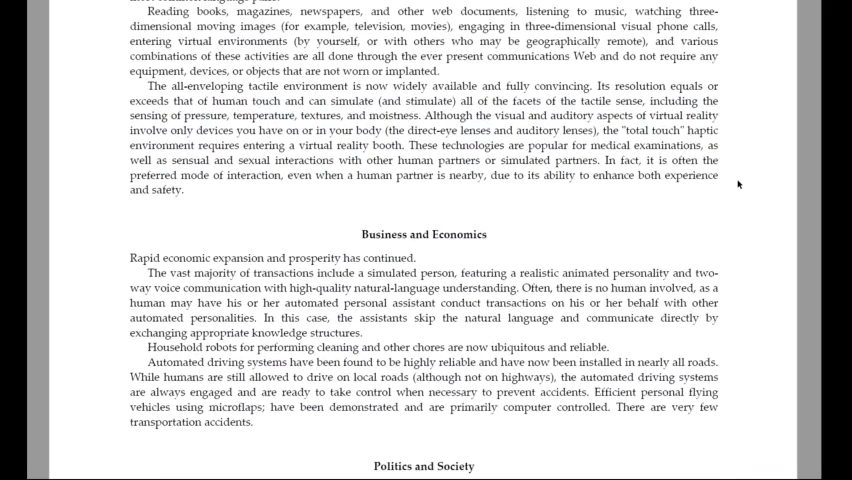 Reading books, magazines, newspapers, and other web documents, listening to music, watching three-
dimensional moving images (for example, television, movies), engaging in three-dimensional visual phone calls,
entering virtual environments (by yourself, or with others who may be geographically remote), and various
combinations of these activities are all done through the ever present communications Web and do not require any
equipment, devices, or objects that are not worn or implanted.
The all-enveloping tactile environment is now widely available and fully convincing. Its resolution equals or
exceeds that of human touch and can simulate (and stimulate) all of the facets of the tactile sense, including the
sensing of pressure, temperature, textures, and moistness. Although the visual and auditory aspects of virtual reality
involve only devices you have on or in your body (the direct-eye lenses and auditory lenses), the "total touch" haptic
environment requires entering a virtual reality booth. These technologies are popular for medical examinations, as
well as sensual and sexual interactions with other human partners or simulated partners. In fact, it is often the
preferred mode of interaction, even when a human partner is nearby, due to its ability to enhance both experience
and safety.
Business and Economics
Rapid economic expansion and prosperity has continued.
The vast majority of transactions include a simulated person, featuring a realistic animated personality and two-
way voice communication with high-quality natural-language understanding. Often, there is no human involved, as a
human may have his or her automated personal assistant conduct transactions on his or her behalf with other
automated personalities. In this case, the assistants skip the natural language and communicate directly by
exchanging appropriate knowledge structures.
Household robots for performing cleaning and other chores are now ubiquitous and reliable.
Automated driving systems have been found to be highly reliable and have now been installed in nearly all roads.
While humans are still allowed to drive on local roads (although not on highways), the automated driving systems
are always engaged and are ready to take control when necessary to prevent accidents. Efficient personal flying
vehicles using microflaps; have been demonstrated and are primarily computer controlled. There are very few
transportation accidents.
Politics and Society